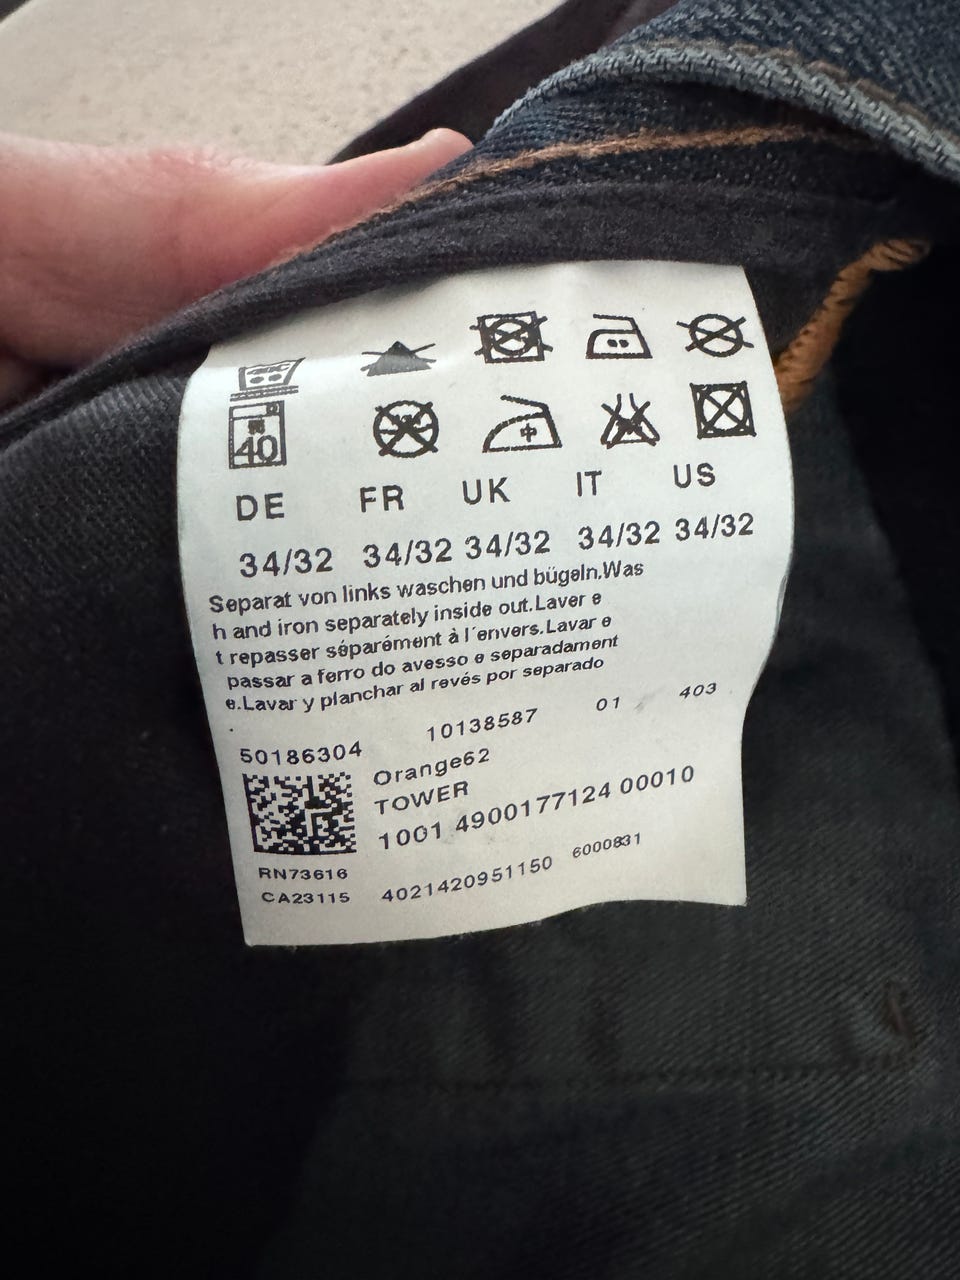 40
DE FR UK IT US
34/32 34/32 34/32 34/32 34/32
Separat von links waschen und bügeln.Was
h and iron separately inside out.Laver e
t repasser séparément à l´envers.Lavar e
passar a ferro do avesso e separadament
e.Lavar y planchar al revés por separado
.
50186304 10138587 01 403
Orange62
TOWER
1001 4900177124 00010
RN73616
CA23115 4021420951150 6000831